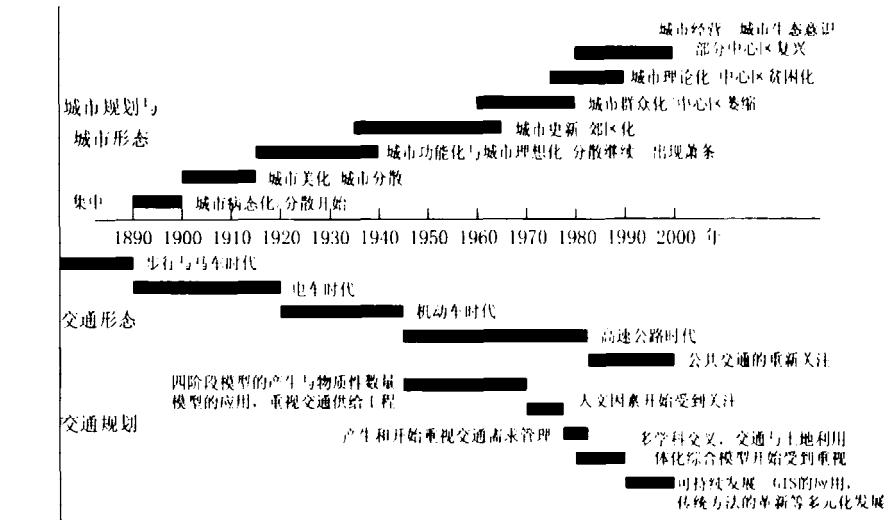 城市经营 城市生态意识
部分中心区复兴
城市理论化 中心区贫困化
城市群众化 中心区萎缩
城市规划与
城市形态
城市更新 郊区化
城市功能化与城市理想化 分散继续 出现萧条
城市美化 城市分散
集中
城市病态化,分散开始
1890 1900 1910 1920 1930 1940 1950 1960 1970 1980 1990 2000 年
步行与马车时代
电车时代
交通形态
机动车时代
高速公路时代
公共交通的重新关注
四阶段模型的产生与物质性数量
模型的应用,重视交通供给工程
人文因素开始受到关注
交通规划
产生和开始重视交通需求管理
多学科交叉,交通与土地利用
体化综合模型开始受到重视
可持续发展 GIS的应用,
传统方法的革新等多元化发展